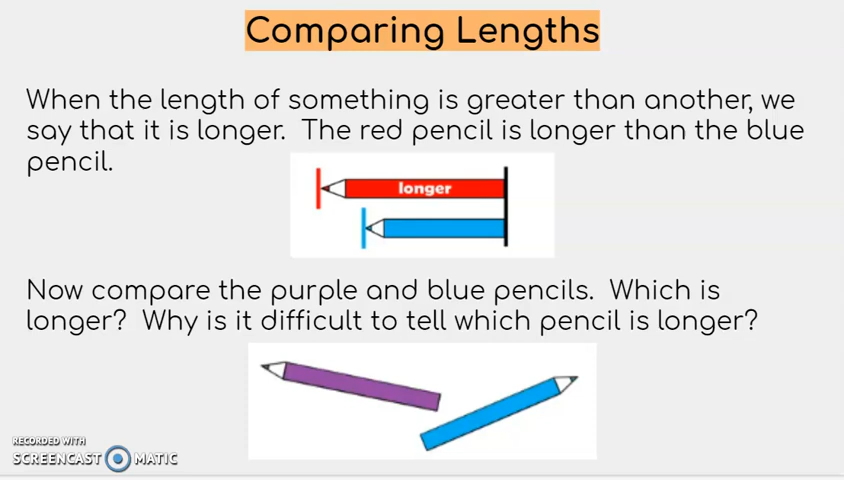 Comparing Lengths
When the length of something is greater than another, we
say that it is longer.  The red pencil is longer than the blue
pencil.
longer
Now compare the purple and blue pencils.  Which is
longer?  Why is it difficult to tell which pencil is longer?
RECORDED WITH
SCREENCAST MATIC